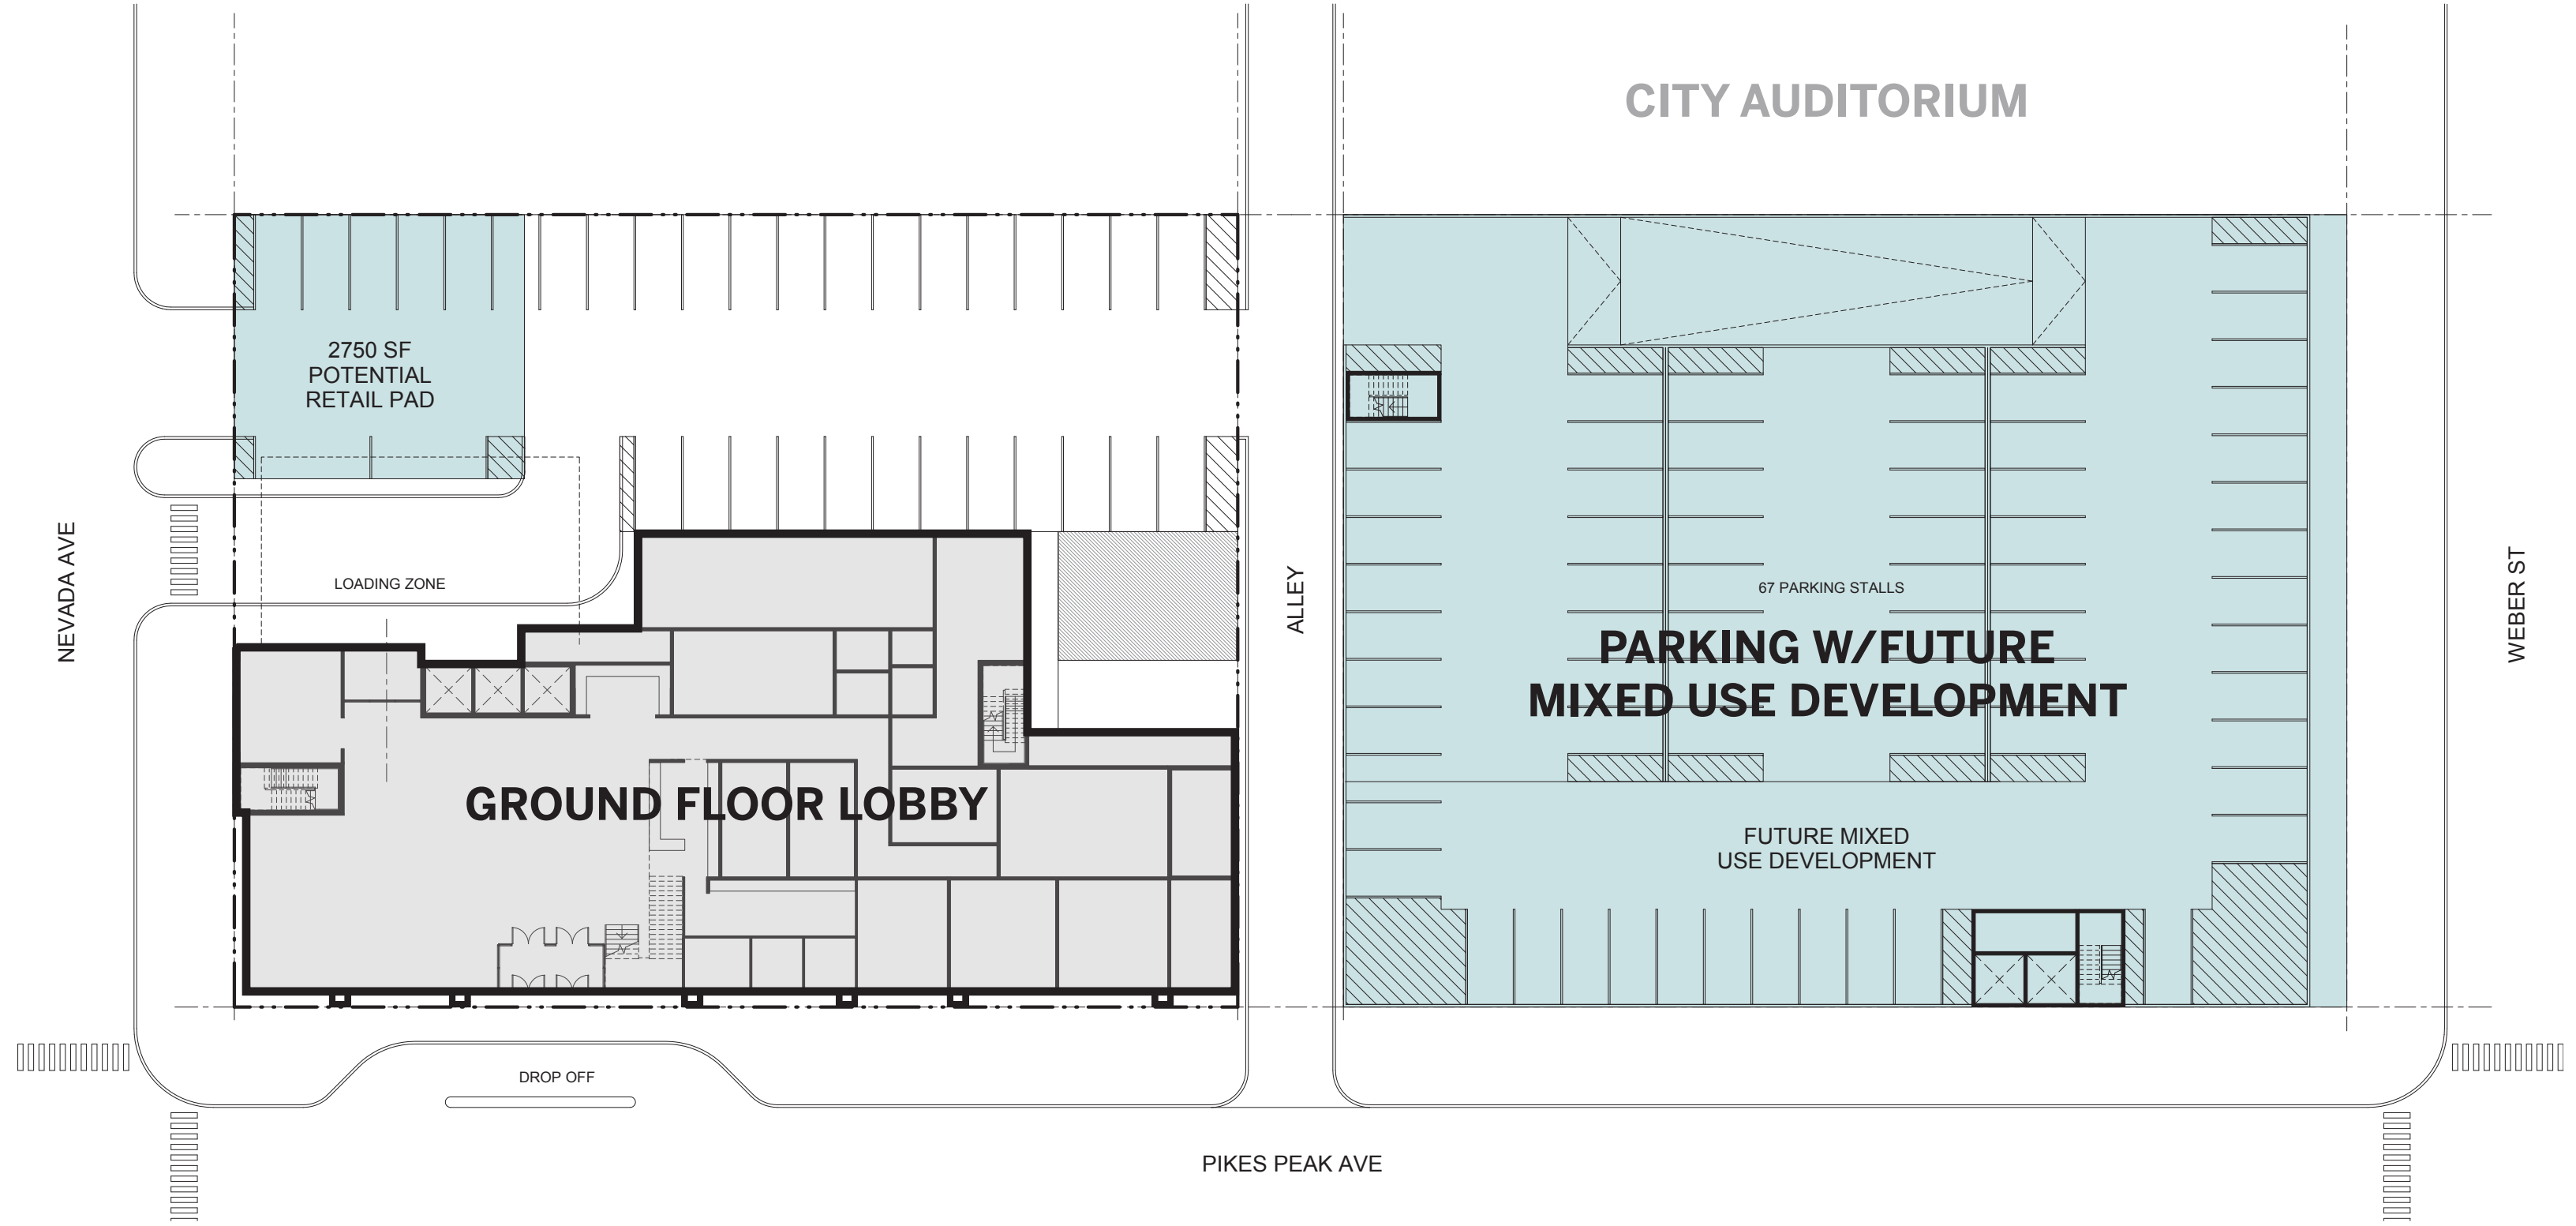 CITY AUDITORIUM
2750 SF
POTENTIAL
RETAIL PAD
NEVADA AVE
LOADING ZONE
ALLEY
67 PARKING STALLS
PARKING W/FUTURE
MIXED USE DEVELOPMENT
WEBER ST
GROUND FLOOR LOBBY
FUTURE MIXED
USE DEVELOPMENT
DROP OFF
PIKES PEAK AVE